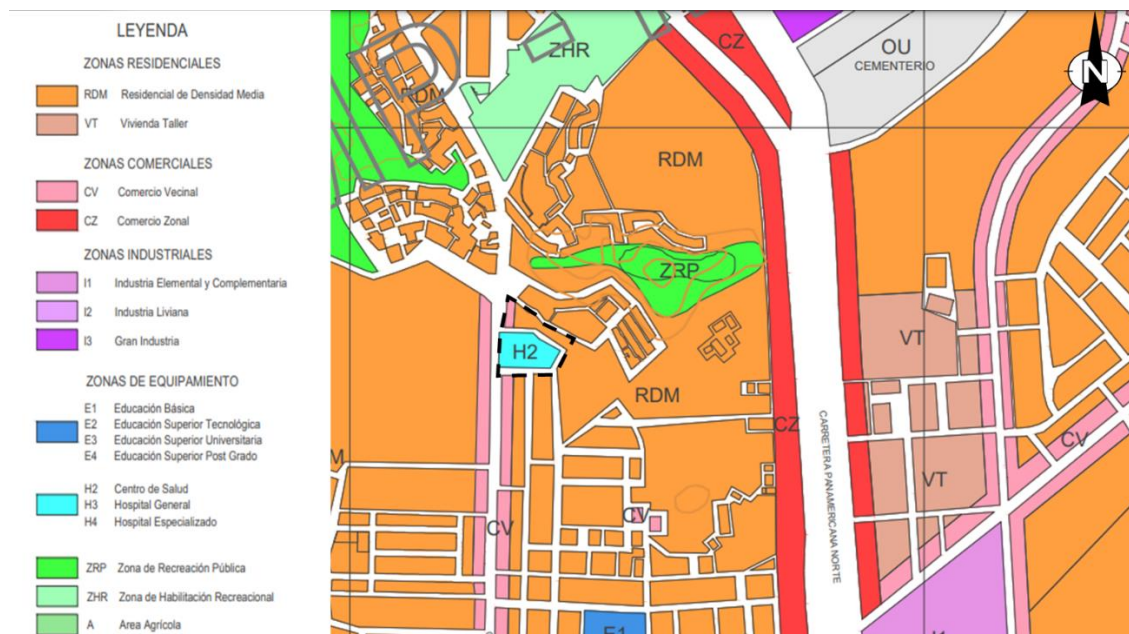 LEYENDA
ZONAS RESIDENCIALES
RDM Residencial de Densidad Media
VT Vivienda Taller
ZONAS COMERCIALES
CV Comercio Vecinal
CZ Comercio Zonal
ZONAS INDUSTRIALES
I1 Industria Elemental y Complementaria
I2 Industria Liviana
I3 Gran Industria
ZONAS DE EQUIPAMIENTO
E1 Educación Básica
E2 Educación Superior Tecnológica
E3 Educación Superior Universitaria
E4 Educación Superior Post Grado
H2 Centro de Salud
H3 Hospital General
H4 Hospital Especializado
ZRP Zona de Recreación Pública
ZHR Zona de Habilitación Recreacional
A Area Agrícola
CZ
OU
CEMENTERIO
ZHR
N
RDM
RDM
ZRP
VT
H2
RDM
CZ
CARRETERA PANAMERICANA NORTE
CV
VT
CV
CV
E1
I1